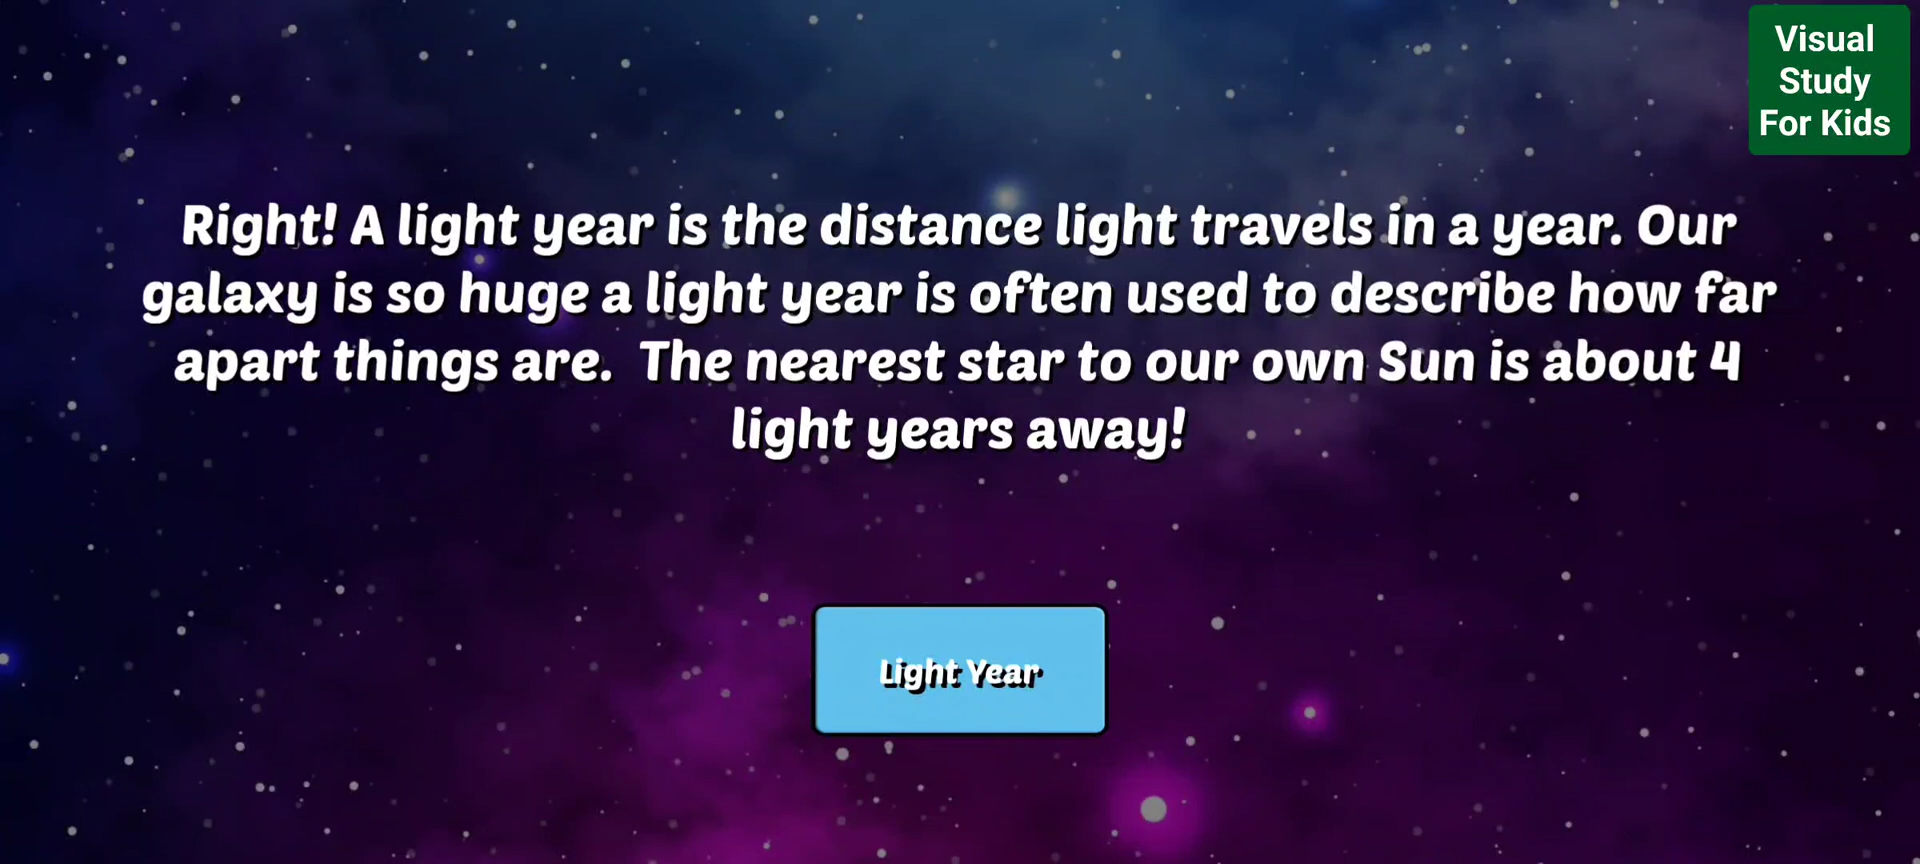 Visual
Study
For Kids
Right! A light year is the distance light travels in a year. Our
galaxy is so huge a light year is often used to describe how far
apart things are.  The nearest star to our own Sun is about 4
light years away!
Light Year